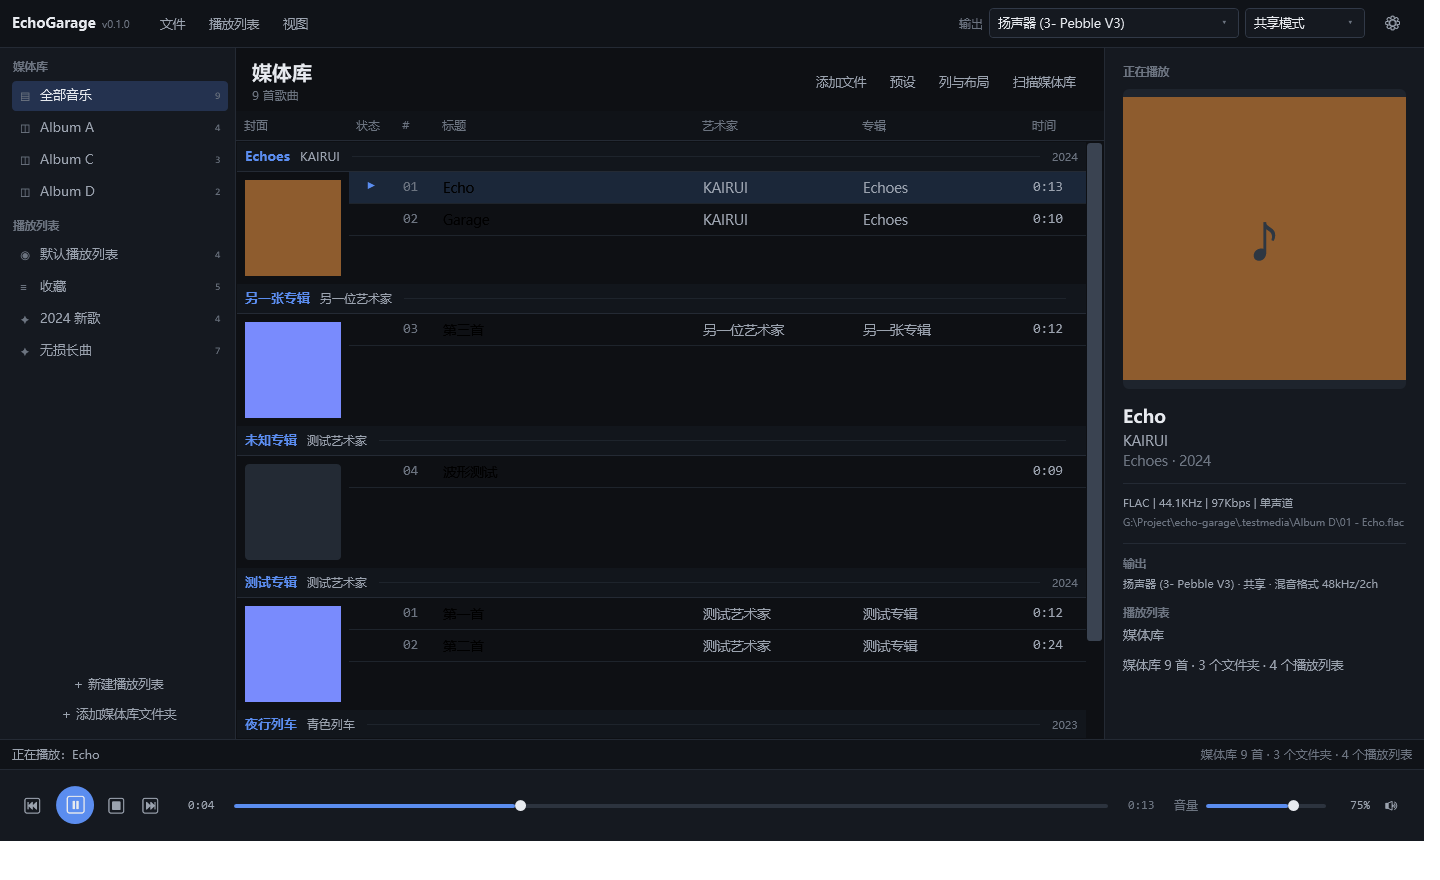 EchoGarage v0.1.0 文件 播放列表 视图 输出 扬声器 (3- Pebble V3) 共享模式
媒体库
全部音乐 9
Album A 4
Album C 3
Album D 2
播放列表
默认播放列表 4
收藏 5
2024 新歌 4
无损长曲 7
+ 新建播放列表
+ 添加媒体库文件夹
媒体库
9 首歌曲
添加文件 预设 列与布局 扫描媒体库
封面 状态 # 标题 艺术家 专辑 时间
Echoes KAIRUI 2024
01 Echo KAIRUI Echoes 0:13
02 Garage KAIRUI Echoes 0:10
另一张专辑 另一位艺术家
03 第三首 另一位艺术家 另一张专辑 0:12
未知专辑 测试艺术家
04 波形测试 0:09
测试专辑 测试艺术家 2024
01 第一首 测试艺术家 测试专辑 0:12
02 第二首 测试艺术家 测试专辑 0:24
夜行列车 青色列车 2023
正在播放
Echo
KAIRUI
Echoes · 2024
FLAC | 44.1KHz | 97Kbps | 单声道
G:\Project\echo-garage\.testmedia\Album D\01 - Echo.flac
输出
扬声器 (3- Pebble V3) · 共享 · 混音格式 48kHz/2ch
播放列表
媒体库
媒体库 9 首 · 3 个文件夹 · 4 个播放列表
正在播放: Echo 媒体库 9 首 · 3 个文件夹 · 4 个播放列表
0:04 0:13 音量 75%